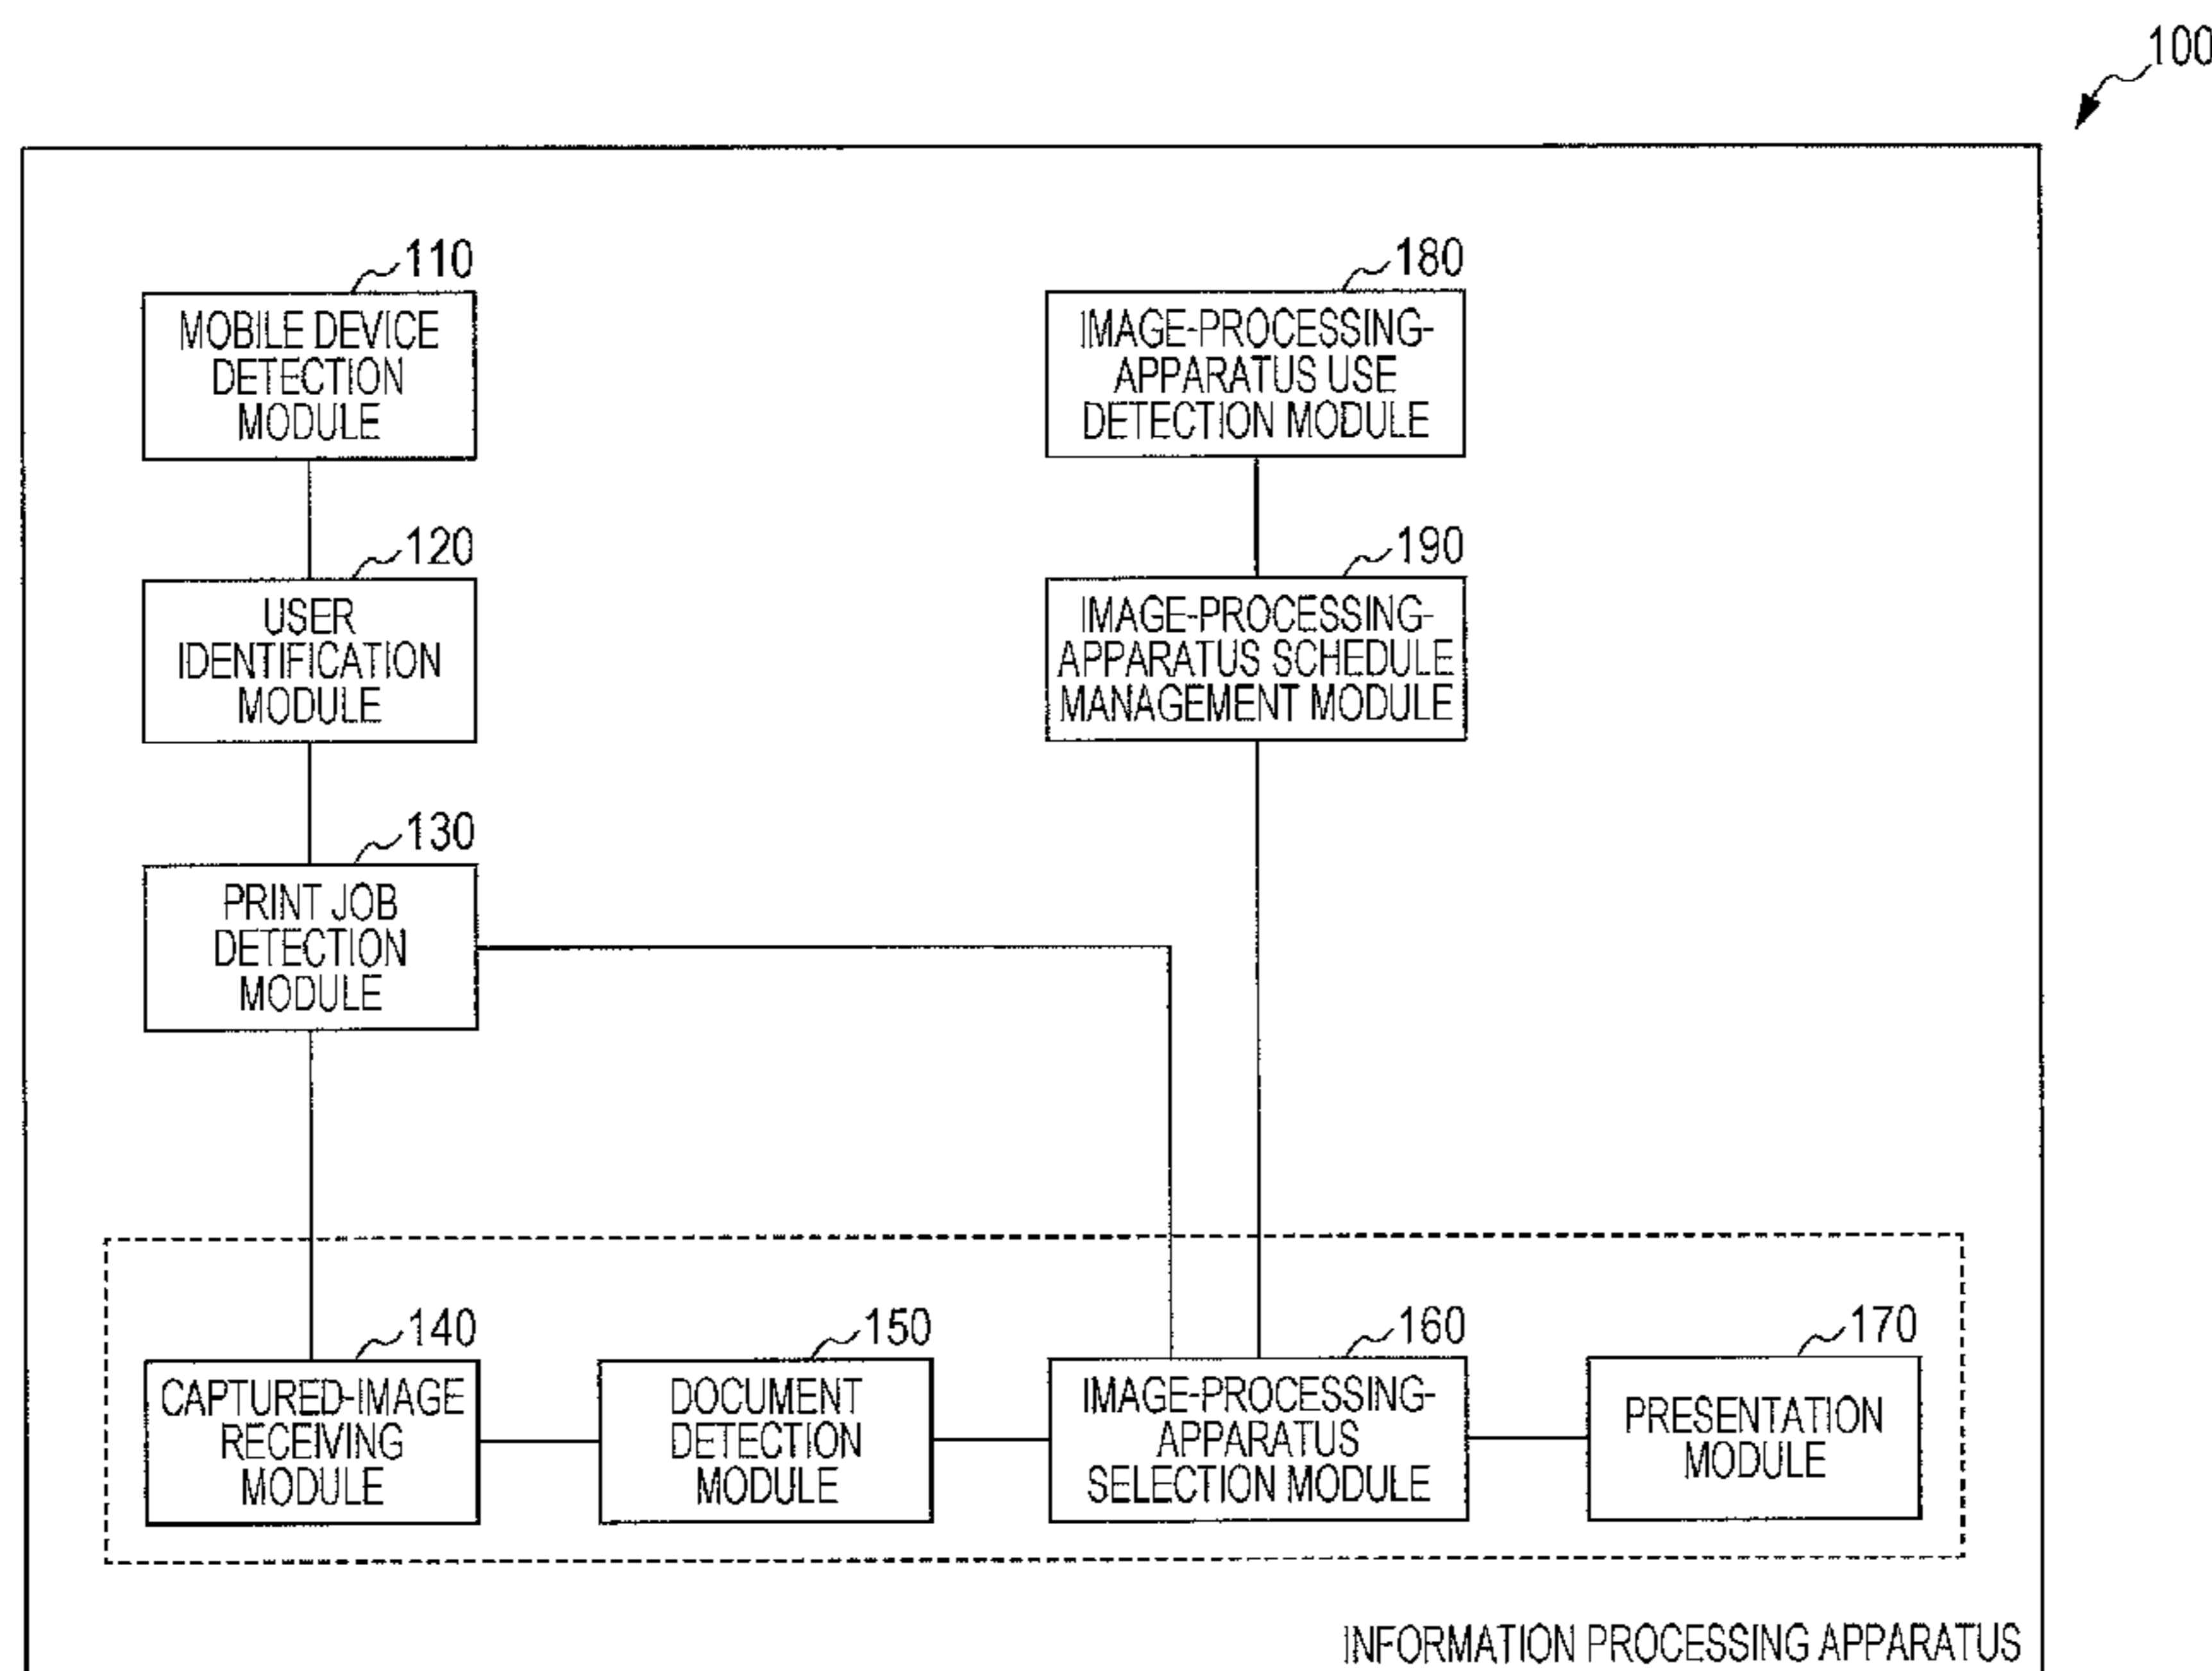 100
110
MOBILE DEVICE
DETECTION
MODULE
180
IMAGE-PROCESSING-
APPARATUS USE
DETECTION MODULE
120
USER
IDENTIFICATION
MODULE
190
IMAGE-PROCESSING-
APPARATUS SCHEDULE
MANAGEMENT MODULE
130
PRINT JOB
DETECTION
MODULE
140
CAPTURED-IMAGE
RECEIVING
MODULE
150
DOCUMENT
DETECTION
MODULE
160
IMAGE-PROCESSING-
APPARATUS
SELECTION MODULE
170
PRESENTATION
MODULE
INFORMATION PROCESSING APPARATUS